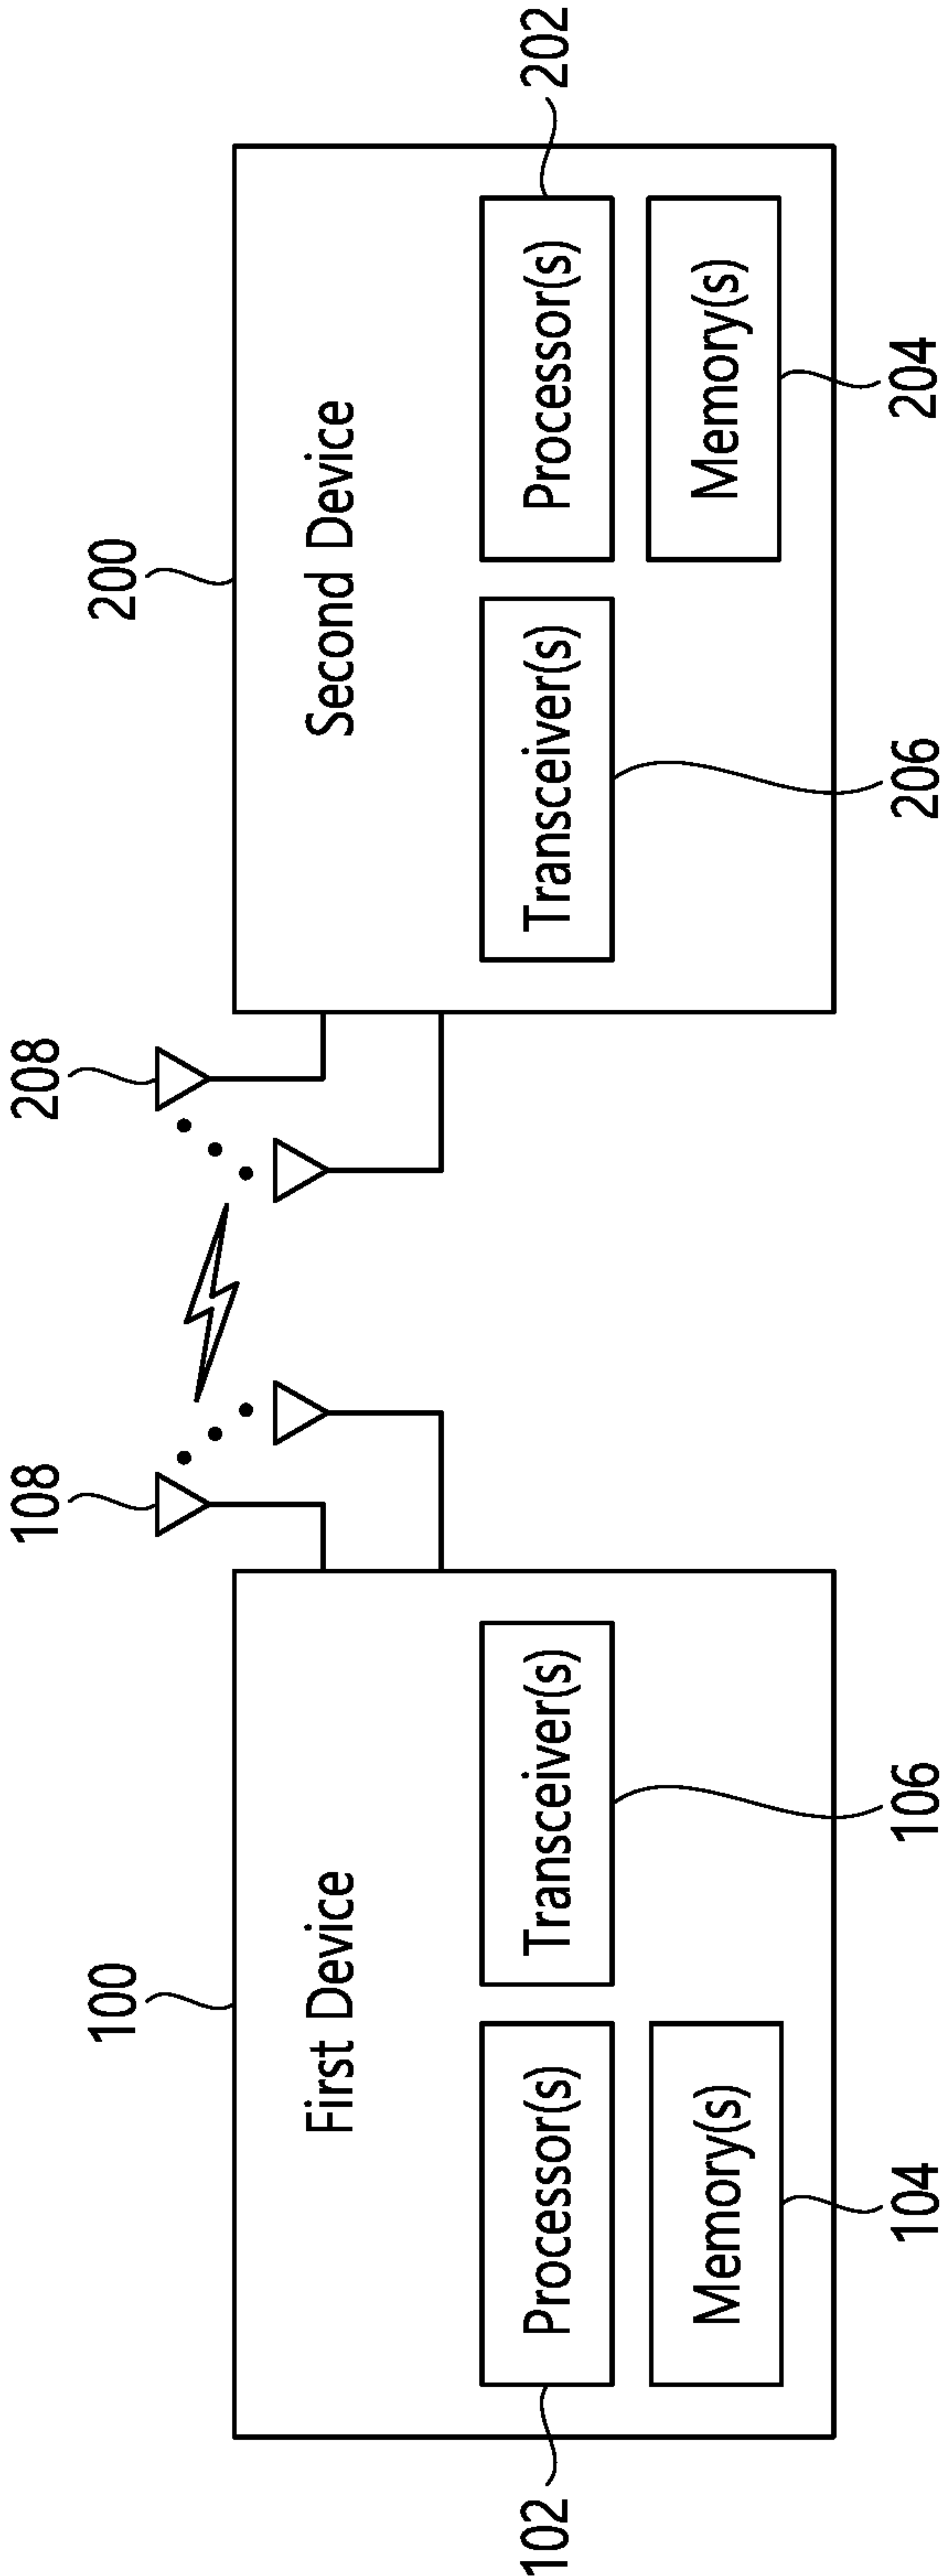 100
108
208
200
First Device
Second Device
102
Processor(s)
Transceiver(s)
Transceiver(s)
Processor(s)
202
Memory(s)
Memory(s)
104
106
206
204